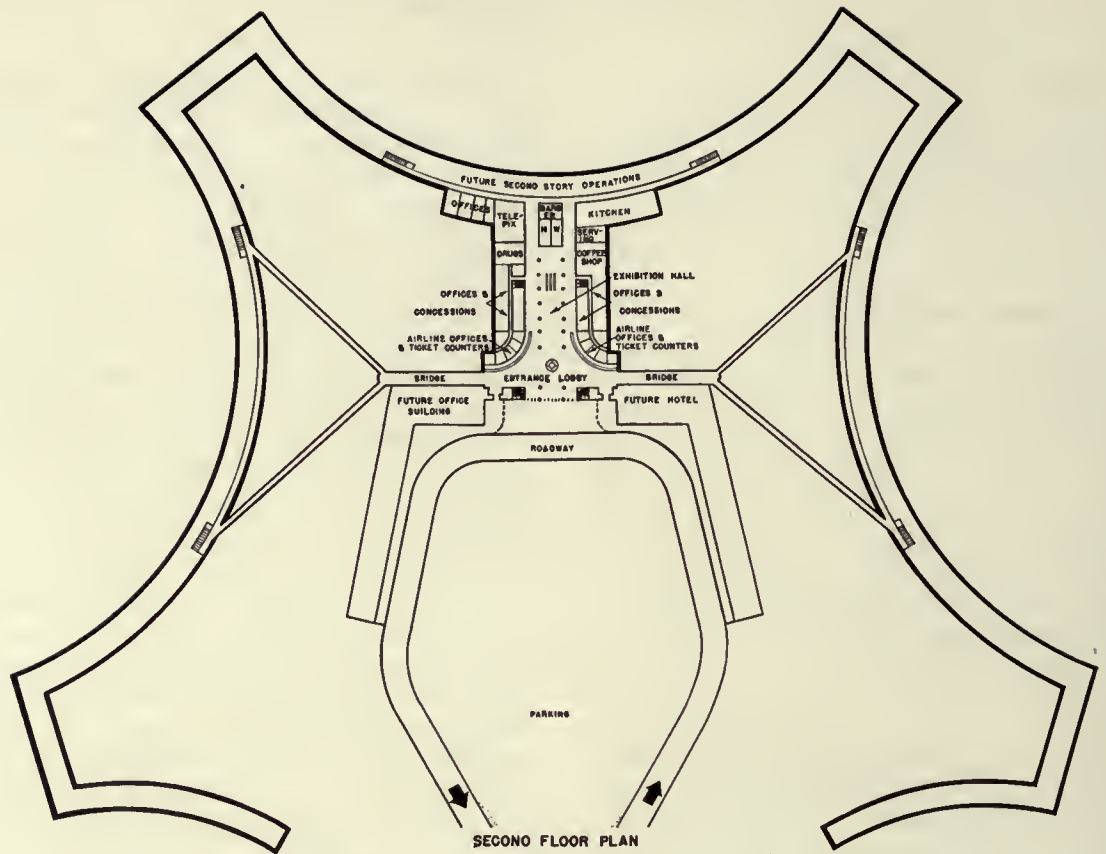 FUTURE SECOND STORY OPERATIONS
OFFICES
TELE-
PIX
BARB
ER
M W
KITCHEN
SERV-
ING
DRUGS
COFFEE
SHOP
EXHIBITION HALL
OFFICES &
CONCESSIONS
OFFICES &
CONCESSIONS
AIRLINE OFFICES
& TICKET COUNTERS
AIRLINE
OFFICES
& TICKET COUNTERS
BRIDGE
ENTRANCE LOBBY
BRIDGE
FUTURE OFFICE
BUILDING
FUTURE HOTEL
ROADWAY
PARKING
SECOND FLOOR PLAN